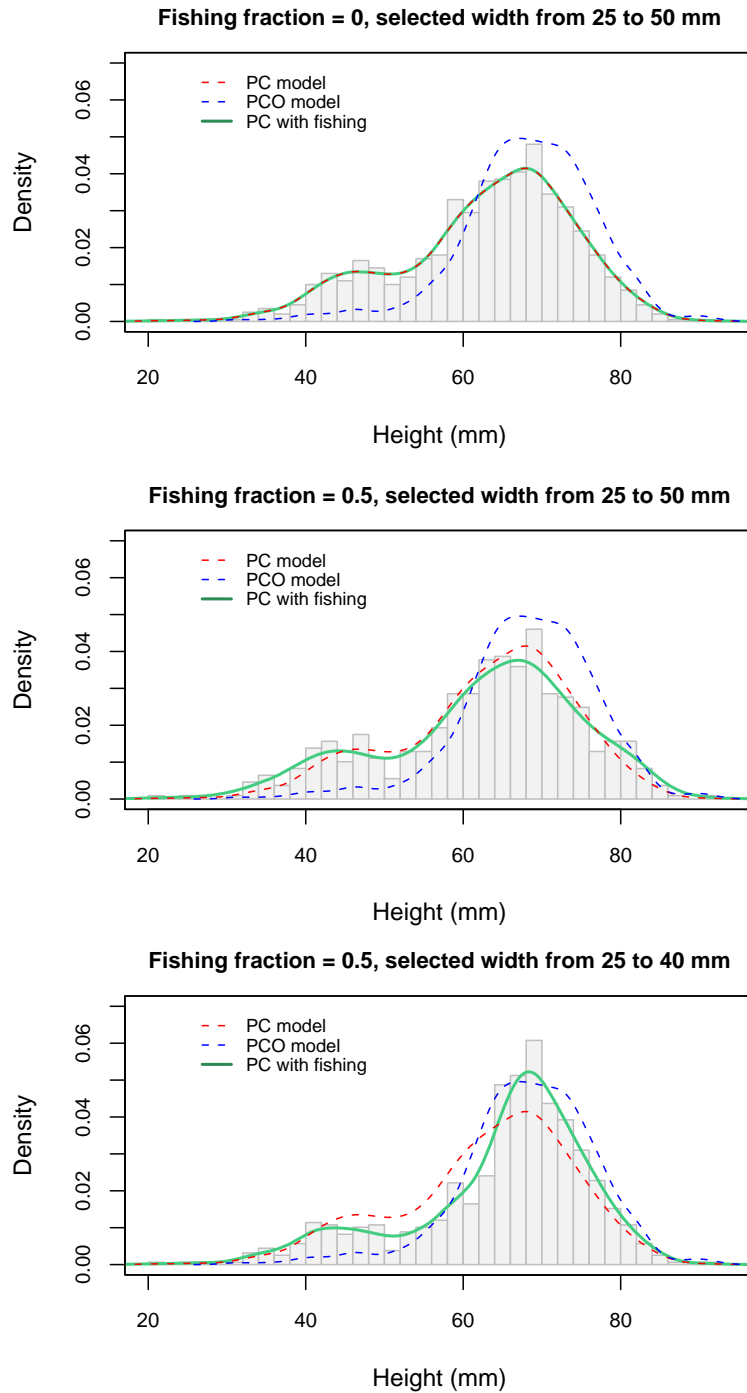 Fishing fraction = 0, selected width from 25 to 50 mm
PC model
PCO model
PC with fishing
Density
0.00 0.02 0.04 0.06
20 40 60 80
Height (mm)
Fishing fraction = 0.5, selected width from 25 to 50 mm
PC model
PCO model
PC with fishing
Density
0.00 0.02 0.04 0.06
20 40 60 80
Height (mm)
Fishing fraction = 0.5, selected width from 25 to 40 mm
PC model
PCO model
PC with fishing
Density
0.00 0.02 0.04 0.06
20 40 60 80
Height (mm)